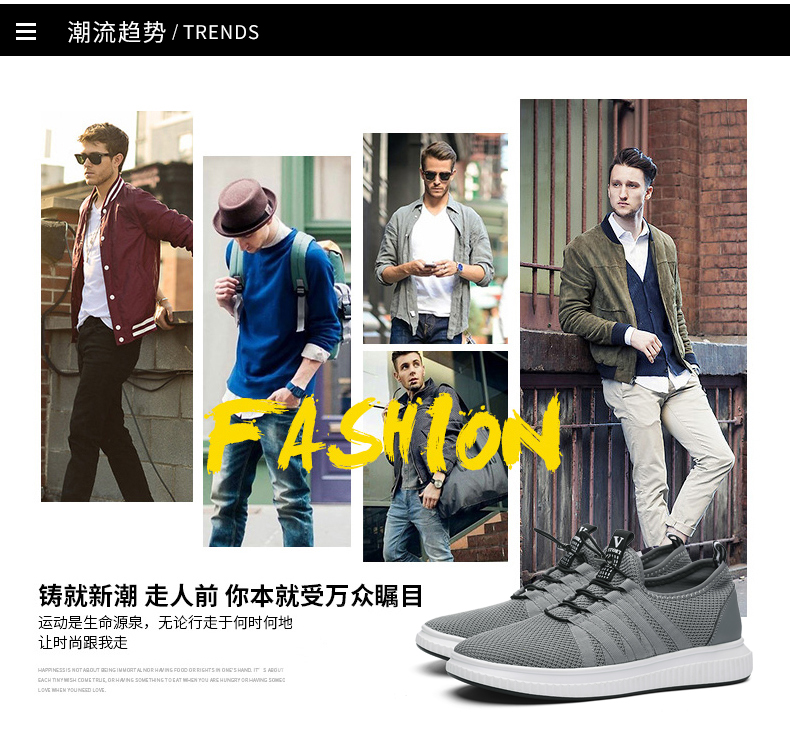 潮流趋势 / TRENDS
FASHION
铸就新潮 走人前 你本就受万众瞩目
运动是生命源泉，无论行走于何时何地
让时尚跟我走
HAPPINESS IS NOT ABOUT BEING IMMORTAL NOR HAVING FOOD OR RIGHTS IN ONE'S HAND. IT' S ABOU
EACH TINY WISH COME TRUE, OR HAVING SOMETHING TO EAT WHEN YOU ARE HUNGRY OR HAVING
LOVE WHEN YOU NEED LOVE.